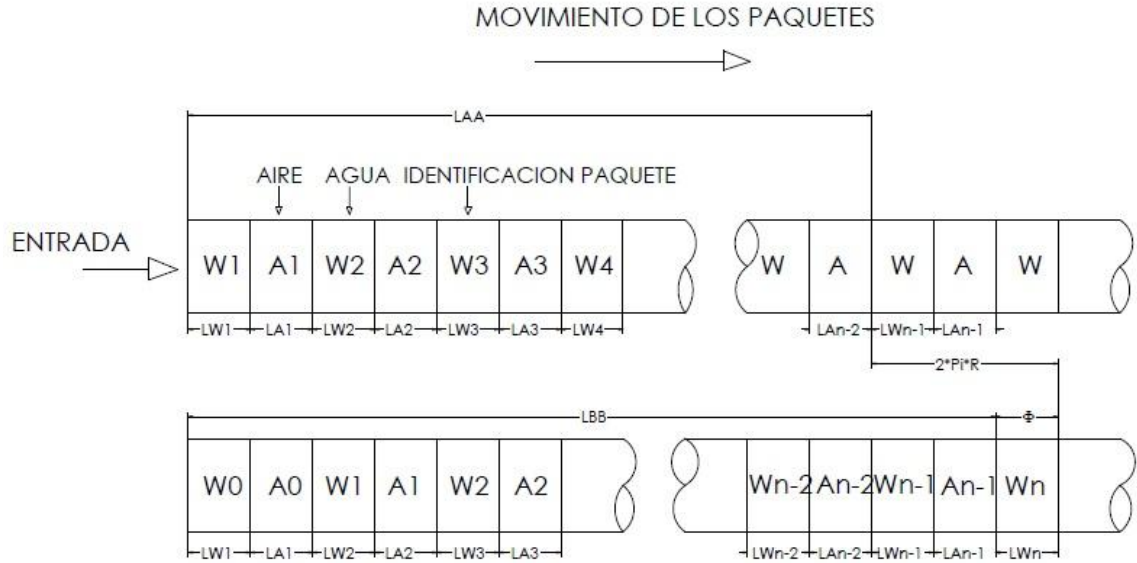 MOVIMIENTO DE LOS PAQUETES
LAA
AIRE AGUA IDENTIFICACION PAQUETE
ENTRADA
W1 A1 W2 A2 W3 A3 W4 W A W A W
LW1 LA1 LW2 LA2 LW3 LA3 LW4 LAn-2 LWn-1 LAn-1
2*Pi*R
LBB Φ
W0 A0 W1 A1 W2 A2 Wn-2 An-2 Wn-1 An-1 Wn
LW1 LA1 LW2 LA2 LW3 LA3 LWn-2 LAn-2 LWn-1 LAn-1 LWn